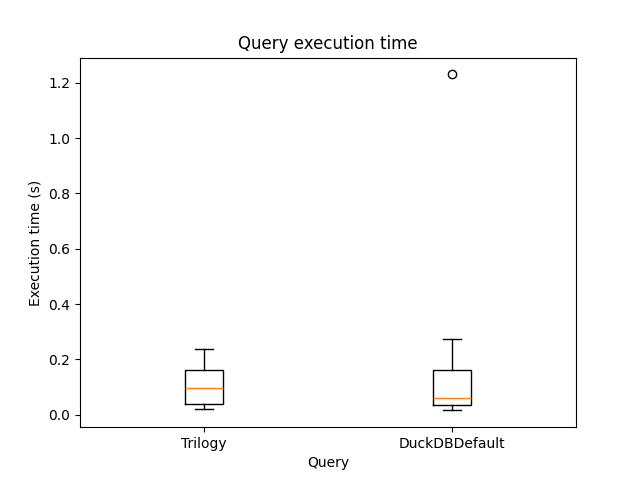 Query execution time
1.2
1.0
0.8
0.6
0.4
0.2
0.0
Execution time (s)
Trilogy
DuckDBDefault
Query